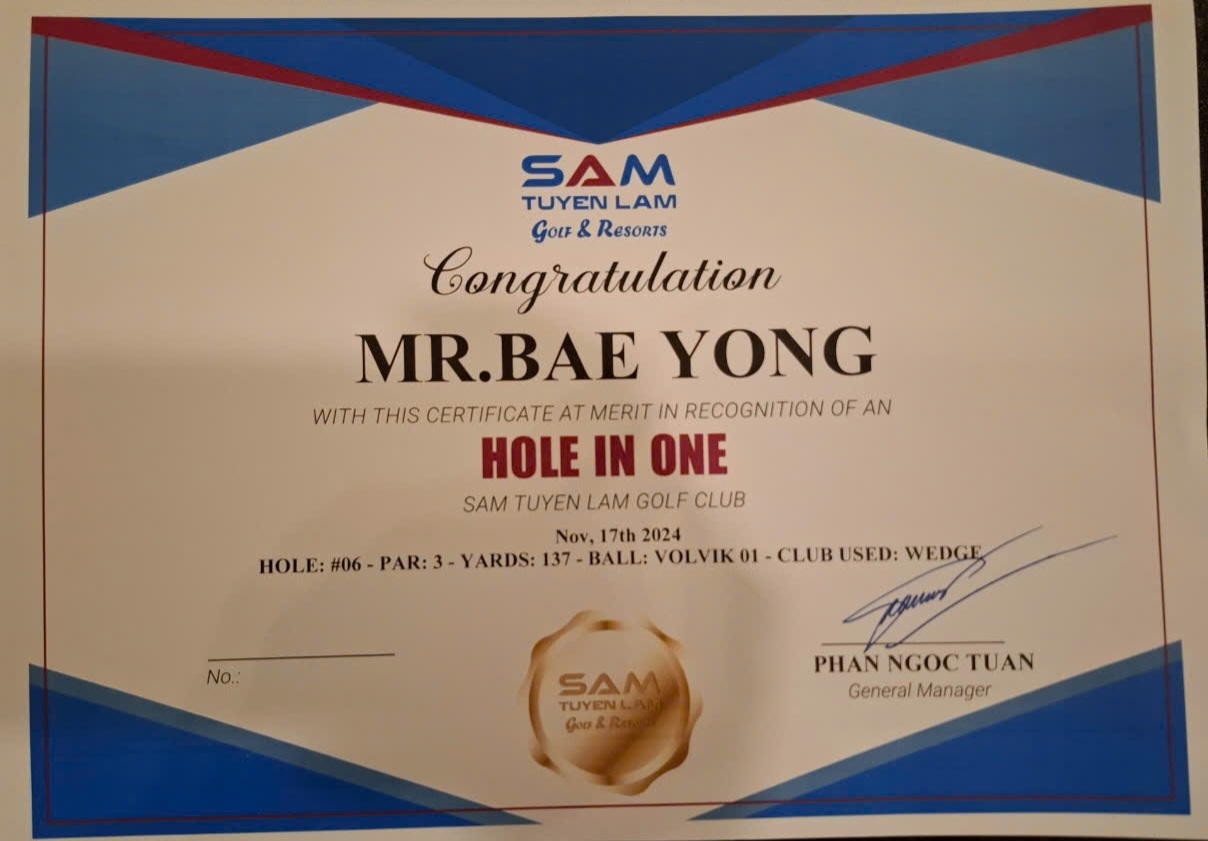 SAM
TUYEN LAM
GOLF & RESORTS
Congratulation
MR.BAE YONG
WITH THIS CERTIFICATE AT MERIT IN RECOGNITION OF AN
HOLE IN ONE
SAM TUYEN LAM GOLF CLUB
Nov, 17th 2024
HOLE: #06 - PAR: 3 - YARDS: 137 - BALL: VOLVIK 01 - CLUB USED: WEDGE
No.:
SAM
TUYEN LAM
GOLF & RESORTS
PHAN NGOC TUAN
General Manager